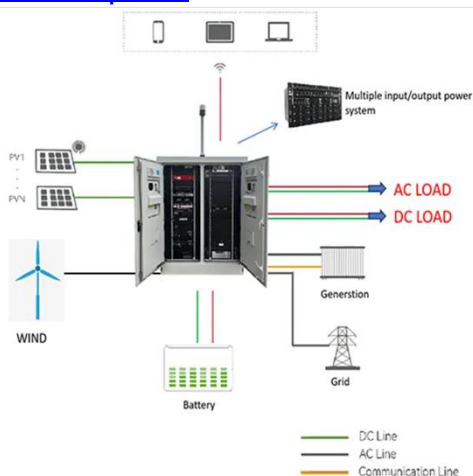 Multiple input/output power
system
PV1
PVN
AC LOAD
DC LOAD
WIND
Generstion
Grid
Battery
DC Line
AC Line
Communication Line